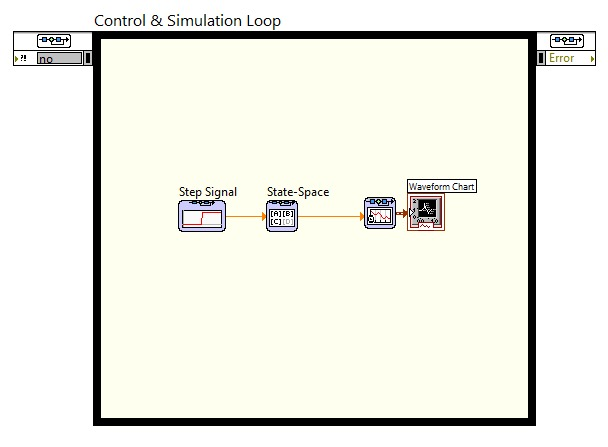 Control & Simulation Loop
?! no
Error
Step Signal
State-Space
Waveform Chart
[A][B]
[C][D]